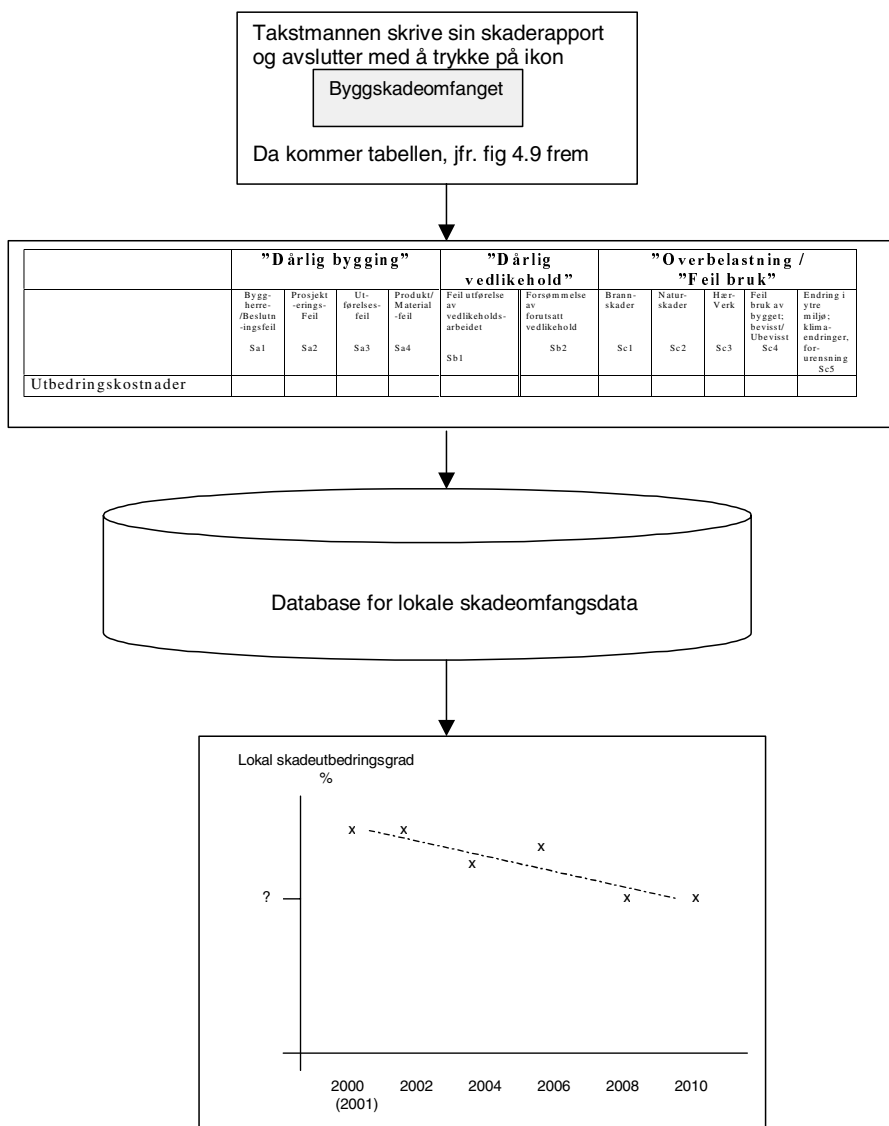 Takstmannen skrive sin skaderapport
og avslutter med å trykke på ikon
Byggskadeomfanget
Da kommer tabellen, jfr. fig 4.9 frem
"Dårlig bygging"
"Dårlig
vedlikehold"
"Overbelastning /
"Feil bruk"
Bygg-
herre-
/Beslutn
-ingsfeil
Sa1
Prosjekt
-erings-
Feil
Sa2
Ut-
førelses-
feil
Sa3
Produkt/
Material
-feil
Sa4
Feil utførelse
av
vedlikeholds-
arbeidet
Sb1
Forsømmelse
av
forutsatt
vedlikehold
Sb2
Brann-
skader
Sc1
Natur-
skader
Sc2
Hær-
Verk
Sc3
Feil
bruk av
bygget;
bevisst/
Ubevisst
Sc4
Endring i
ytre
miljø;
klima-
endringer,
for-
urensning
Sc5
Utbedringskostnader
Database for lokale skadeomfangsdata
Lokal skadeutbedringsgrad
%
x x x x x x
?
2000 2002 2004 2006 2008 2010
(2001)